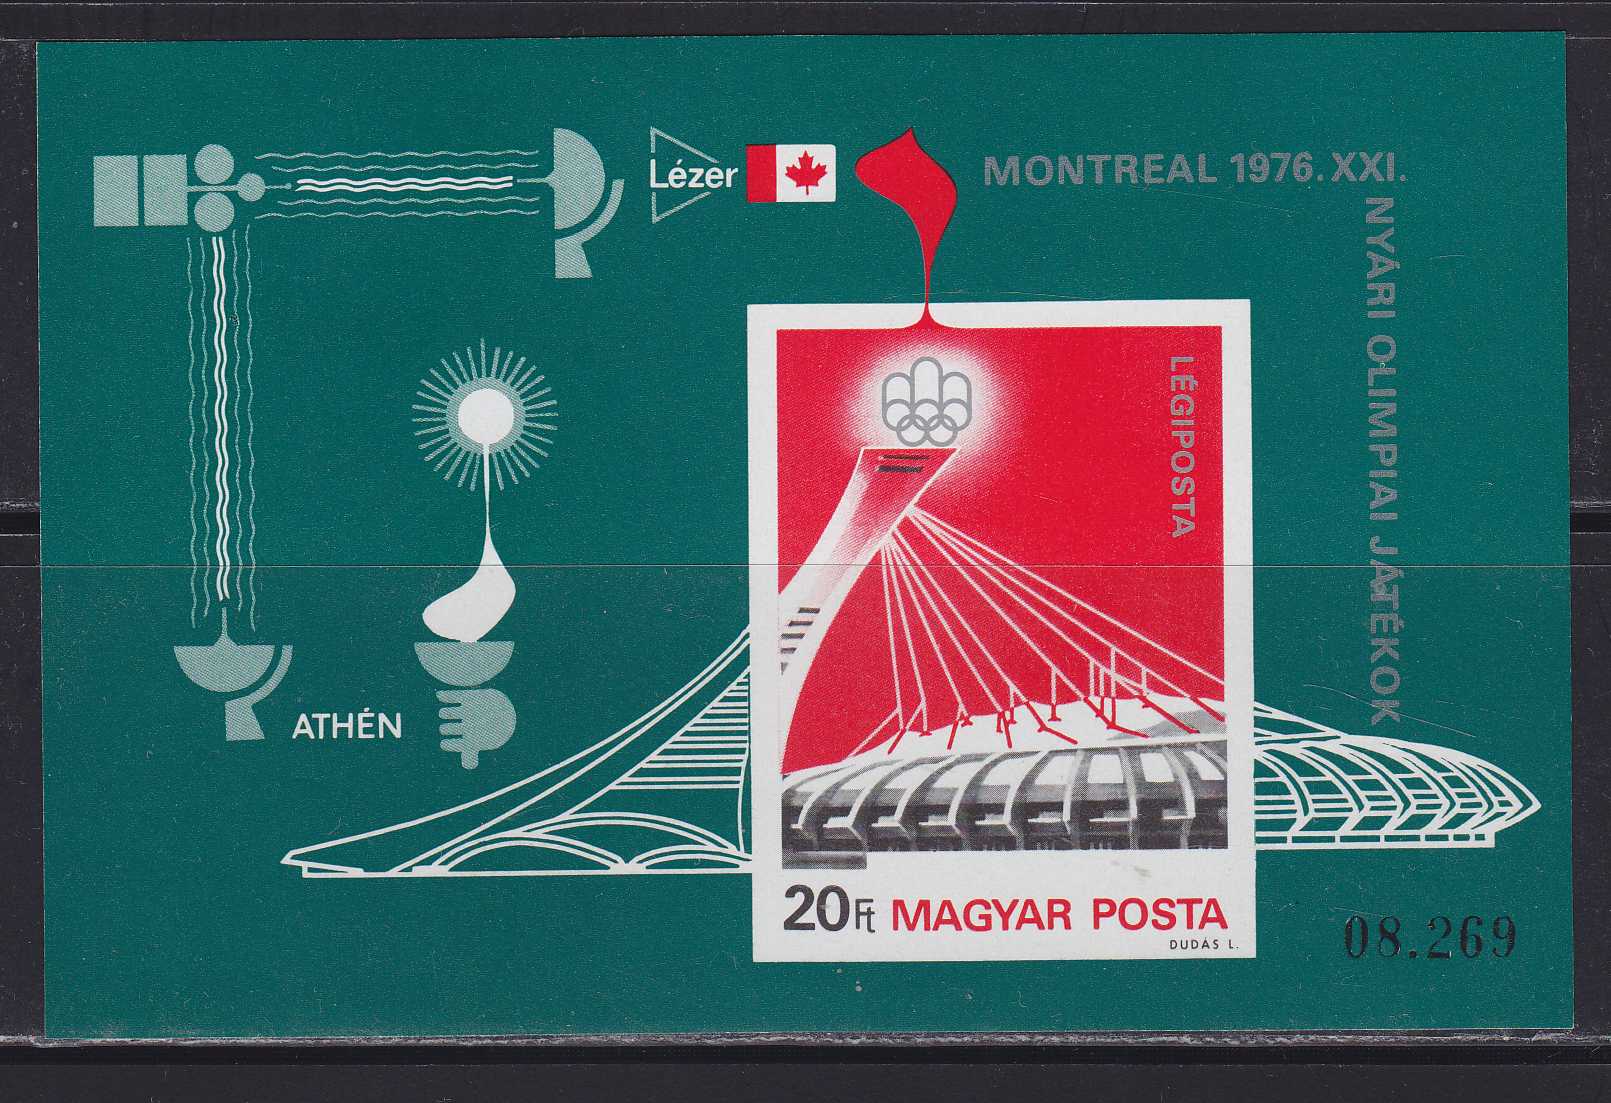 Lézer
MONTREAL 1976.XXI.
NYÁRI OLIMPIAI JÁTÉKOK
LÉGIPOSTA
ATHÉN
20Ft MAGYAR POSTA
DUDÁS L.
08.269